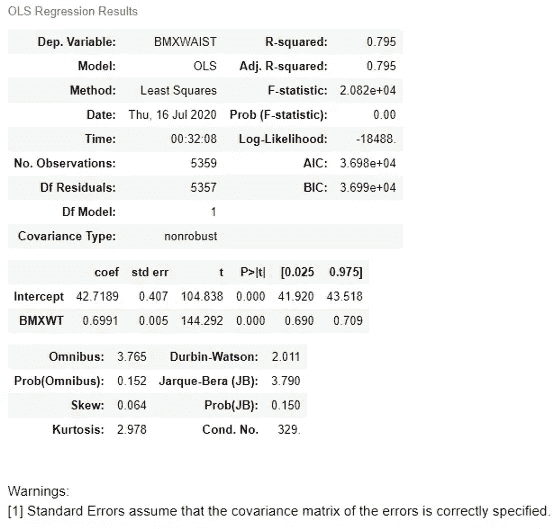 OLS Regression Results
Dep. Variable: BMXWAIST R-squared: 0.795
Model: OLS Adj. R-squared: 0.795
Method: Least Squares F-statistic: 2.082e+04
Date: Thu, 16 Jul 2020 Prob (F-statistic): 0.00
Time: 00:32:08 Log-Likelihood: -18488.
No. Observations: 5359 AIC: 3.698e+04
Df Residuals: 5357 BIC: 3.699e+04
Df Model: 1
Covariance Type: nonrobust
coef std err t P>|t| [0.025 0.975]
Intercept 42.7189 0.407 104.838 0.000 41.920 43.518
BMXWT 0.6991 0.005 144.292 0.000 0.690 0.709
Omnibus: 3.765 Durbin-Watson: 2.011
Prob(Omnibus): 0.152 Jarque-Bera (JB): 3.790
Skew: 0.064 Prob(JB): 0.150
Kurtosis: 2.978 Cond. No. 329.
Warnings:
[1] Standard Errors assume that the covariance matrix of the errors is correctly specified.